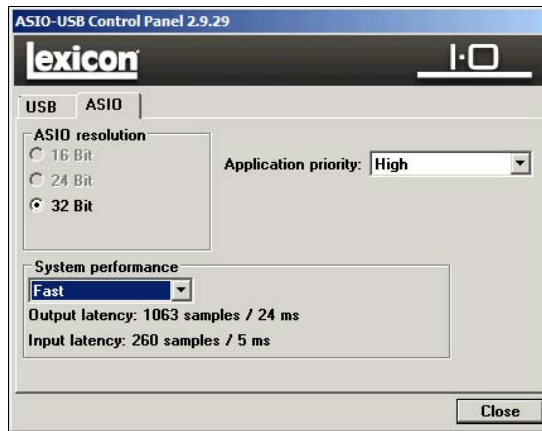 ASIO-USB Control Panel 2.9.29
lexicon
I·O
USB
ASIO
ASIO resolution
16 Bit
24 Bit
32 Bit
Application priority: High
System performance
Fast
Output latency: 1063 samples / 24 ms
Input latency: 260 samples / 5 ms
Close